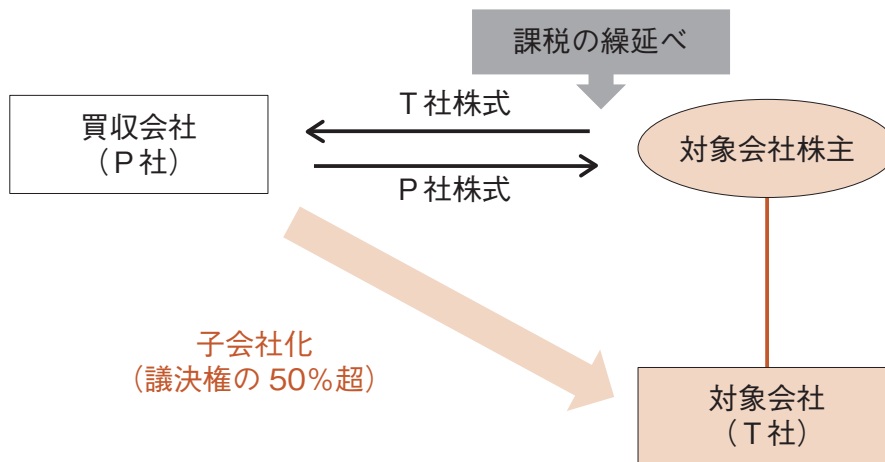 課税の繰延べ
T社株式
買収会社
（P社）
対象会社株主
P社株式
子会社化
（議決権の50％超）
対象会社
（T社）